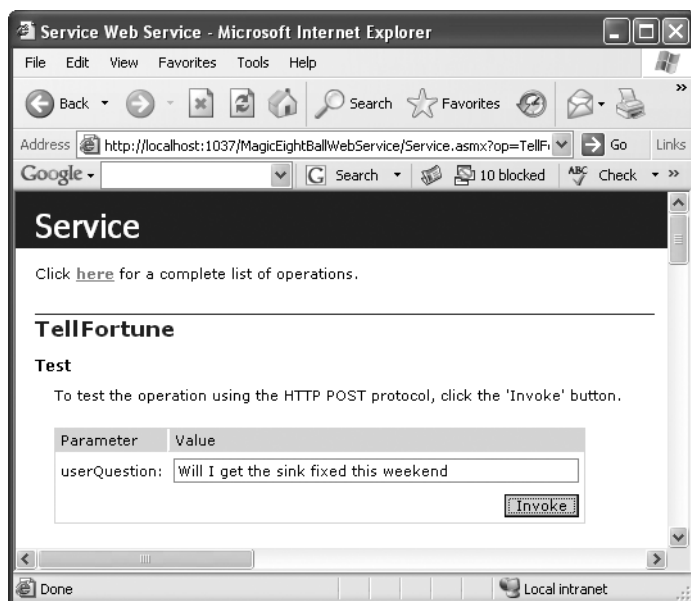 Service Web Service - Microsoft Internet Explorer
File Edit View Favorites Tools Help
Back Search Favorites »
Address http://localhost:1037/MagicEightBallWebService/Service.asmx?op=TellF Go Links
Google Search 10 blocked ABC Check »
Service
Click here for a complete list of operations.
TellFortune
Test
To test the operation using the HTTP POST protocol, click the 'Invoke' button.
Parameter Value
userQuestion: Will I get the sink fixed this weekend
Invoke
Done Local intranet